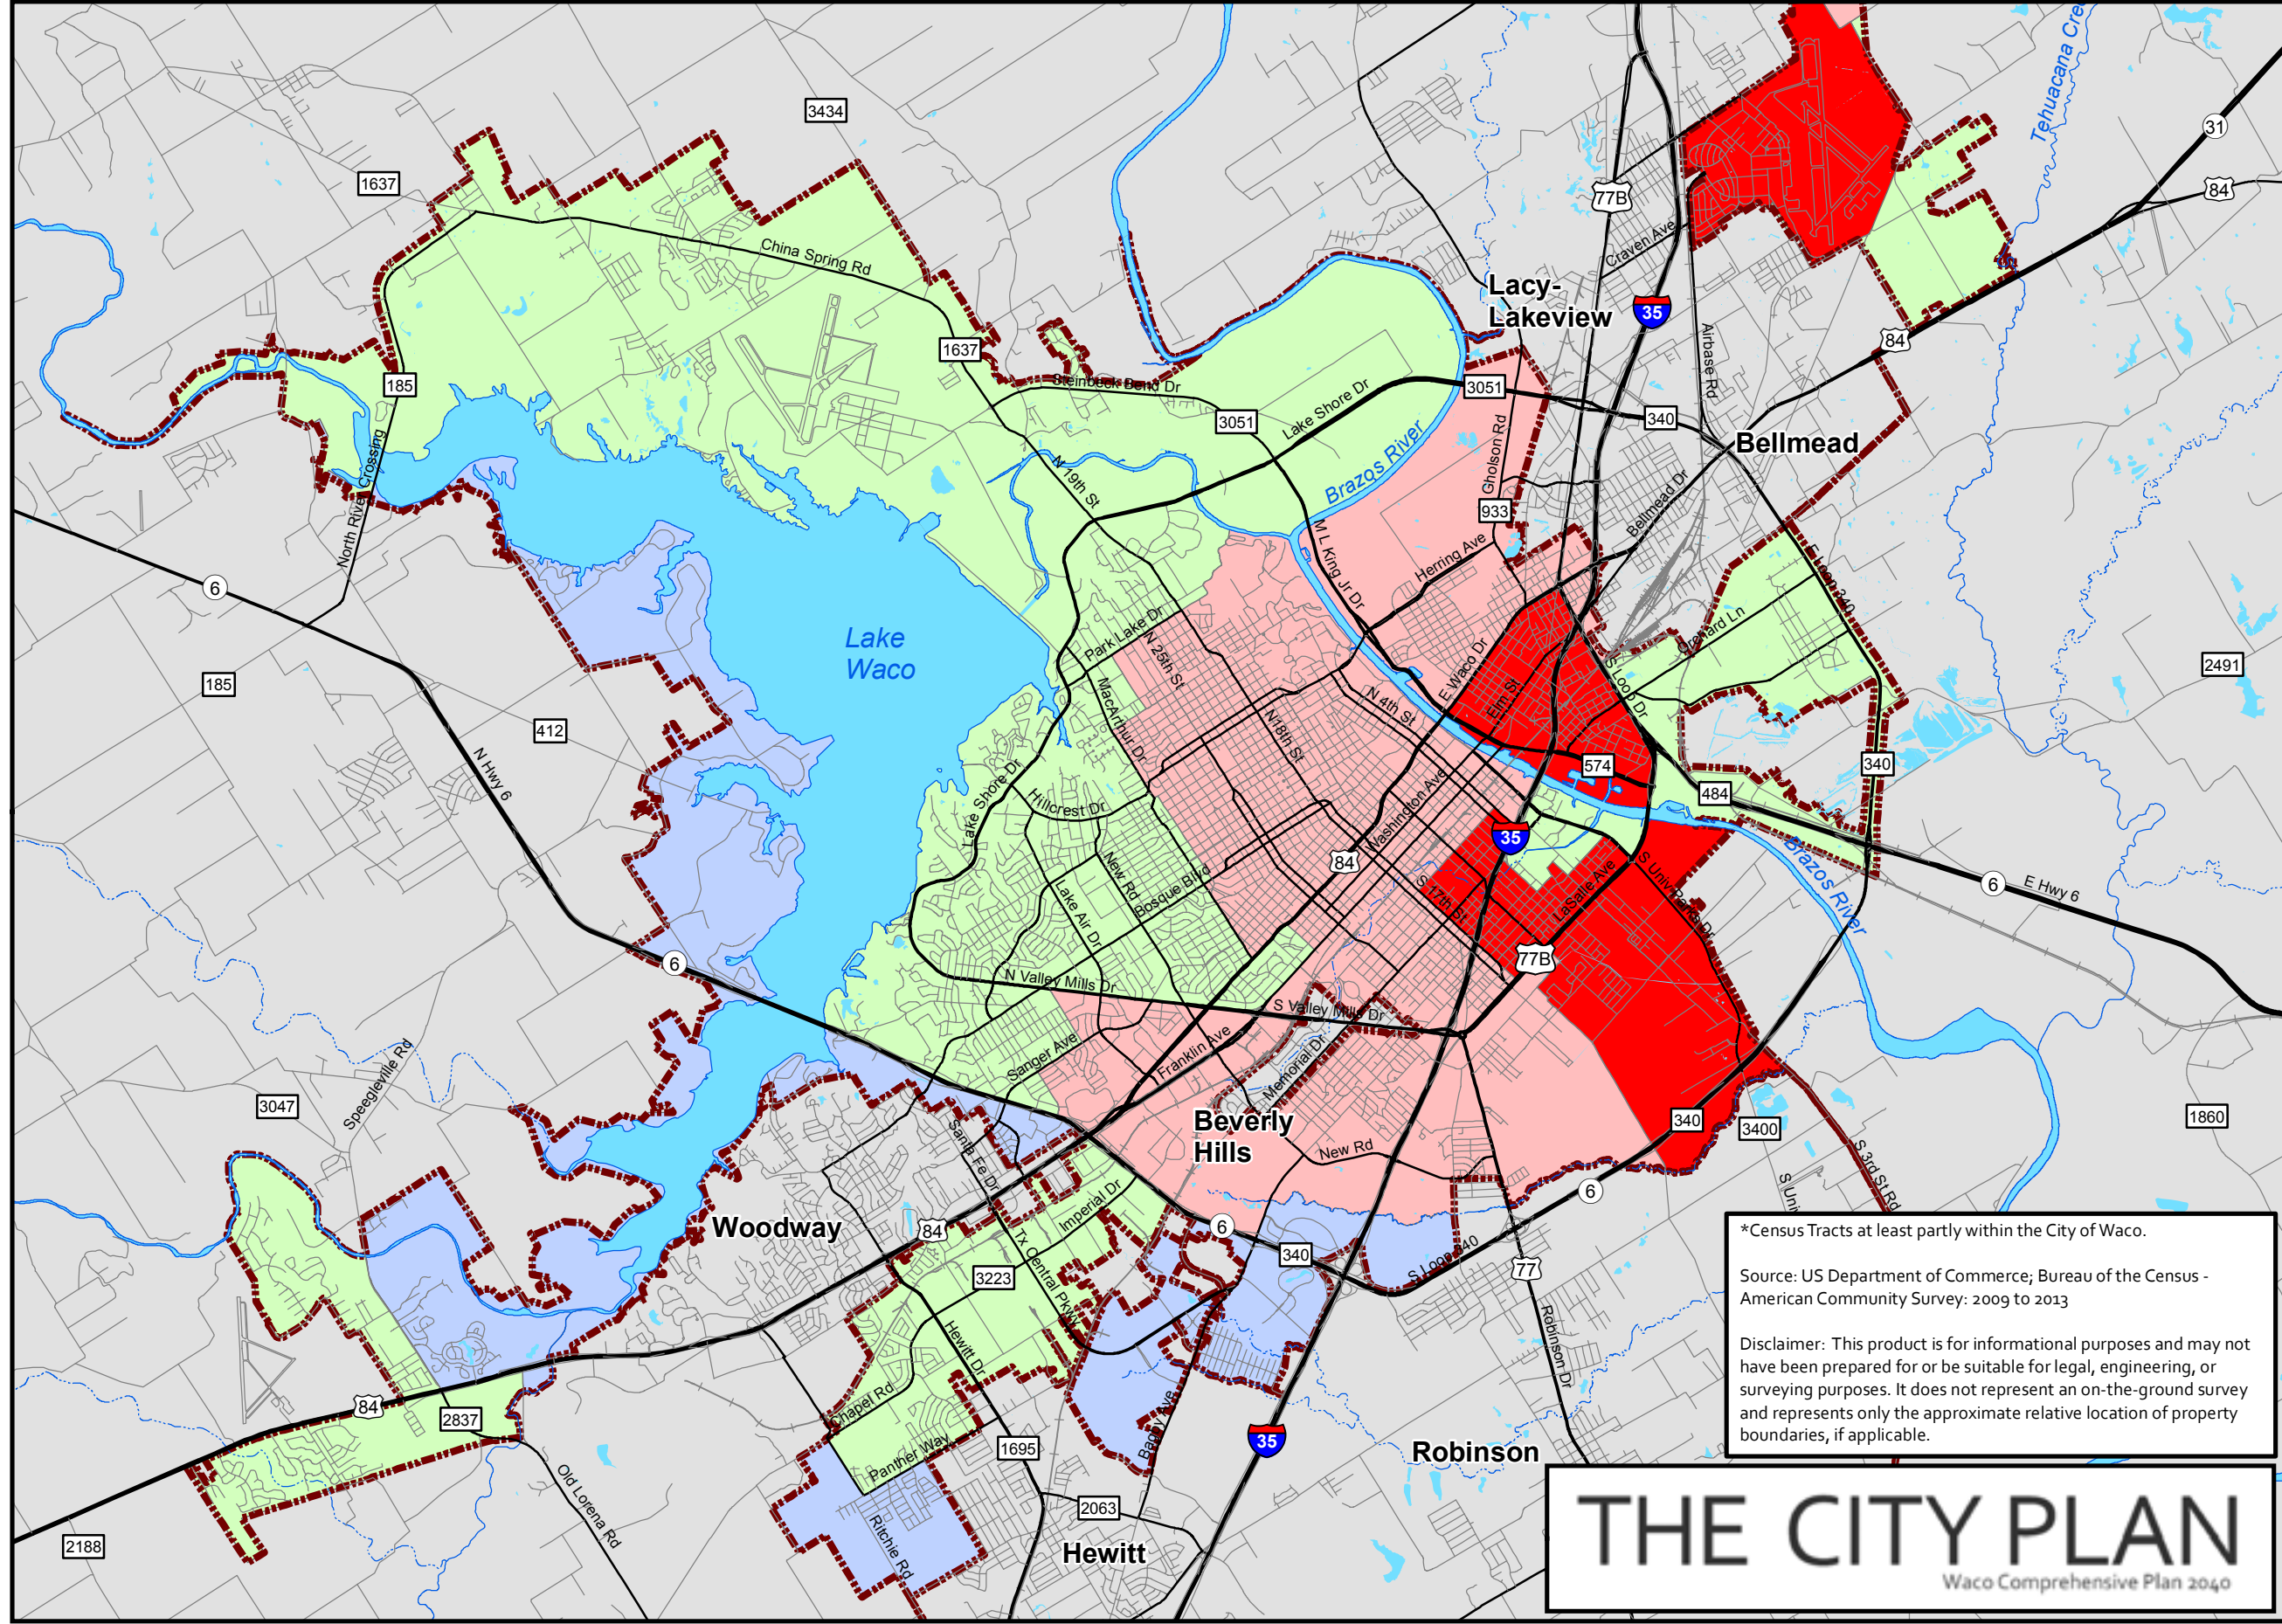 Tehuacana Cree
3434
31
1637
84
77B
Craven Ave
China Spring Rd
Lacy-
Lakeview
35
Airbase Rd
84
1637
185
Steinbeck Bend Dr
3051
3051
Lake Shore Dr
340
Gholson Rd
Bellmead
Brazos River
North River Crossing
N 19th St
933
Bellmead Dr
M L King Jr Dr
Herring Ave
E Loop 340
6
Lake
Waco
Park Lake Dr
N 25th St
Orchard Ln
E Waco Dr
S Loop Dr
2491
185
MacArthur Dr
N 4th St
Elm St
412
N18th St
N Hwy 6
574
340
Lake Shore Dr
Hillcrest Dr
Washington Ave
484
35
84
Brazos River
New Rd
Bosque Blvd
S 17th St
LaSalle Ave
S Univ Parks Dr
6
E Hwy 6
Lake Air Dr
6
77B
N Valley Mills Dr
S Valley Mills Dr
Sanger Ave
Franklin Ave
Memorial Dr
3047
Speegleville Rd
Beverly
Hills
340
3400
1860
Santa Fe Dr
New Rd
S 3rd St Rd
S Univ
6
Imperial Dr
Woodway
84
6
340
S Loop 340
77
3223
Tx Central Pkwy
Hewitt Dr
Robinson Dr
84
2837
Chapel Rd
Bagby Ave
35
1695
Robinson
Panther Way
Old Lorena Rd
2063
Ritchie Rd
2188
Hewitt
*Census Tracts at least partly within the City of Waco.
Source: US Department of Commerce; Bureau of the Census -
American Community Survey: 2009 to 2013
Disclaimer: This product is for informational purposes and may not
have been prepared for or be suitable for legal, engineering, or
surveying purposes. It does not represent an on-the-ground survey
and represents only the approximate relative location of property
boundaries, if applicable.
THE CITY PLAN
Waco Comprehensive Plan 2040